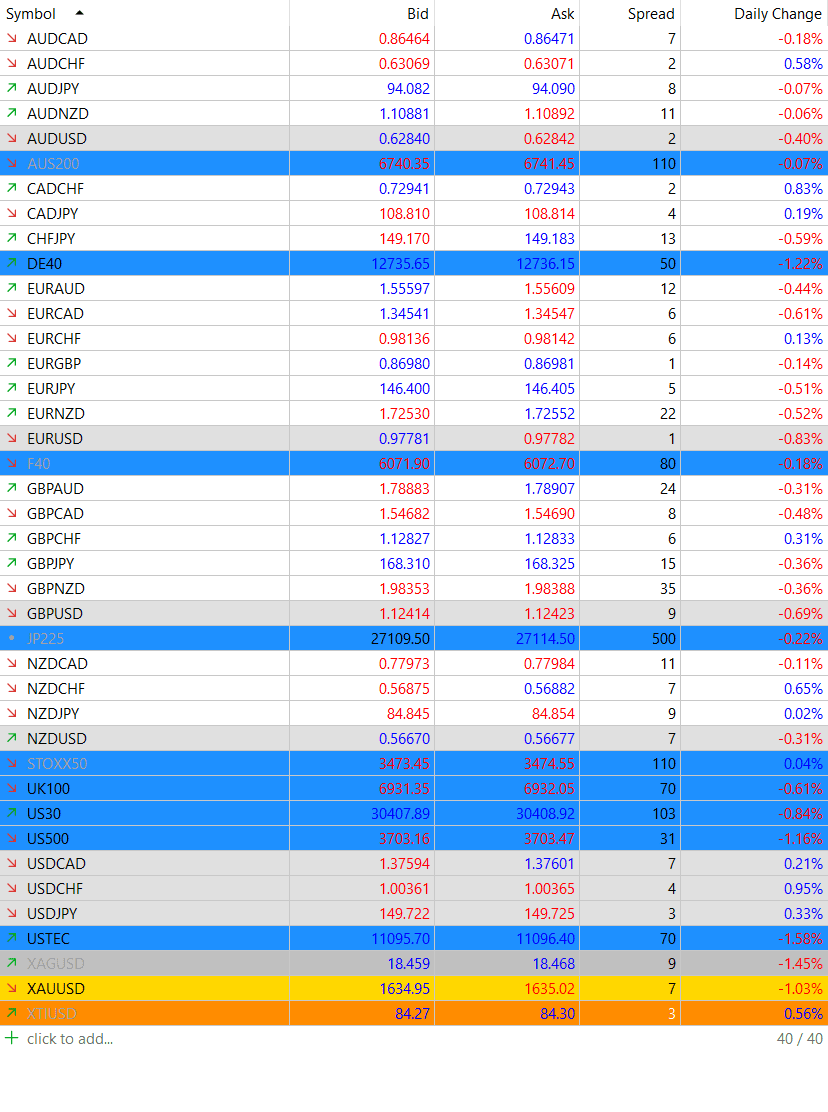 Symbol Bid Ask Spread Daily Change
AUDCAD 0.86464 0.86471 7 -0.18%
AUDCHF 0.63069 0.63071 2 0.58%
AUDJPY 94.082 94.090 8 -0.07%
AUDNZD 1.10881 1.10892 11 -0.06%
AUDUSD 0.62840 0.62842 2 -0.40%
AUS200 6740.35 6741.45 110 -0.07%
CADCHF 0.72941 0.72943 2 0.83%
CADJPY 108.810 108.814 4 0.19%
CHFJPY 149.170 149.183 13 -0.59%
DE40 12735.65 12736.15 50 -1.22%
EURAUD 1.55597 1.55609 12 -0.44%
EURCAD 1.34541 1.34547 6 -0.61%
EURCHF 0.98136 0.98142 6 0.13%
EURGBP 0.86980 0.86981 1 -0.14%
EURJPY 146.400 146.405 5 -0.51%
EURNZD 1.72530 1.72552 22 -0.52%
EURUSD 0.97781 0.97782 1 -0.83%
F40 6071.90 6072.70 80 -0.18%
GBPAUD 1.78883 1.78907 24 -0.31%
GBPCAD 1.54682 1.54690 8 -0.48%
GBPCHF 1.12827 1.12833 6 0.31%
GBPJPY 168.310 168.325 15 -0.36%
GBPNZD 1.98353 1.98388 35 -0.36%
GBPUSD 1.12414 1.12423 9 -0.69%
JP225 27109.50 27114.50 500 -0.22%
NZDCAD 0.77973 0.77984 11 -0.11%
NZDCHF 0.56875 0.56882 7 0.65%
NZDJPY 84.845 84.854 9 0.02%
NZDUSD 0.56670 0.56677 7 -0.31%
STOXX50 3473.45 3474.55 110 0.04%
UK100 6931.35 6932.05 70 -0.61%
US30 30407.89 30408.92 103 -0.84%
US500 3703.16 3703.47 31 -1.16%
USDCAD 1.37594 1.37601 7 0.21%
USDCHF 1.00361 1.00365 4 0.95%
USDJPY 149.722 149.725 3 0.33%
USTEC 11095.70 11096.40 70 -1.58%
XAGUSD 18.459 18.468 9 -1.45%
XAUUSD 1634.95 1635.02 7 -1.03%
XTIUSD 84.27 84.30 3 0.56%
click to add... 40 / 40